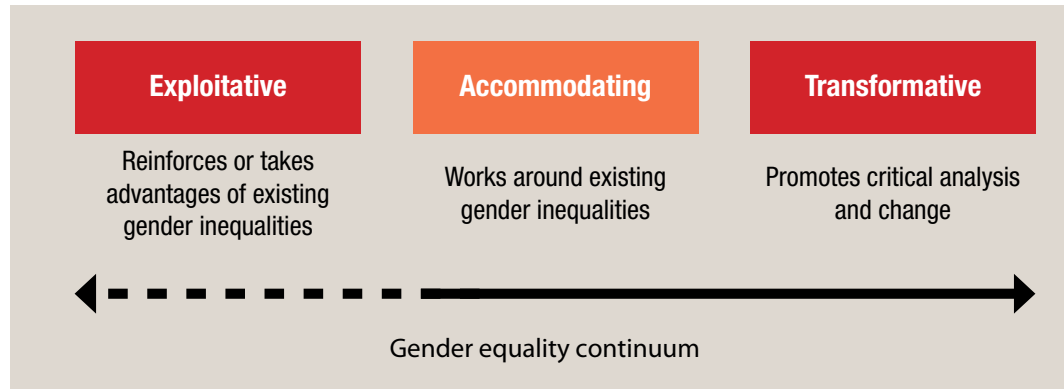 Exploitative
Reinforces or takes
advantages of existing
gender inequalities
Accommodating
Works around existing
gender inequalities
Transformative
Promotes critical analysis
and change
Gender equality continuum